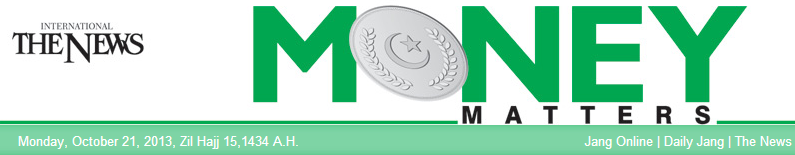 INTERNATIONAL
THE NEWS
MONEY
MATTERS
Monday, October 21, 2013, Zil Hajj 15,1434 A.H.
Jang Online | Daily Jang | The News